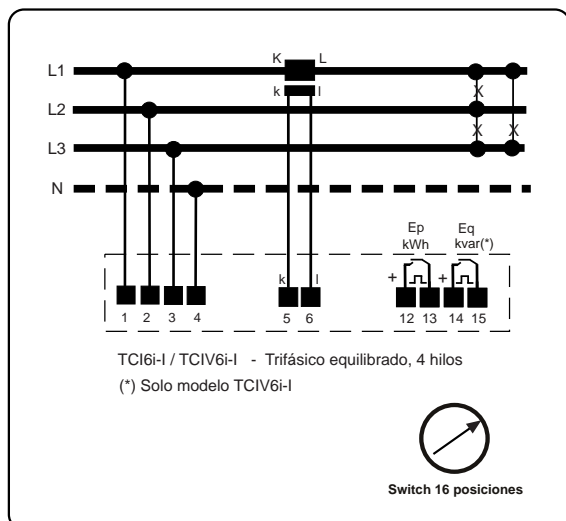 K L
L1
k l
X
L2
X X
L3
N
Ep Eq
kWh kvar(*)
+ +
k l
1 2 3 4 5 6 12 13 14 15
TCI6i-I / TCIV6i-I - Trifásico equilibrado, 4 hilos
(*) Solo modelo TCIV6i-I
Switch 16 posiciones